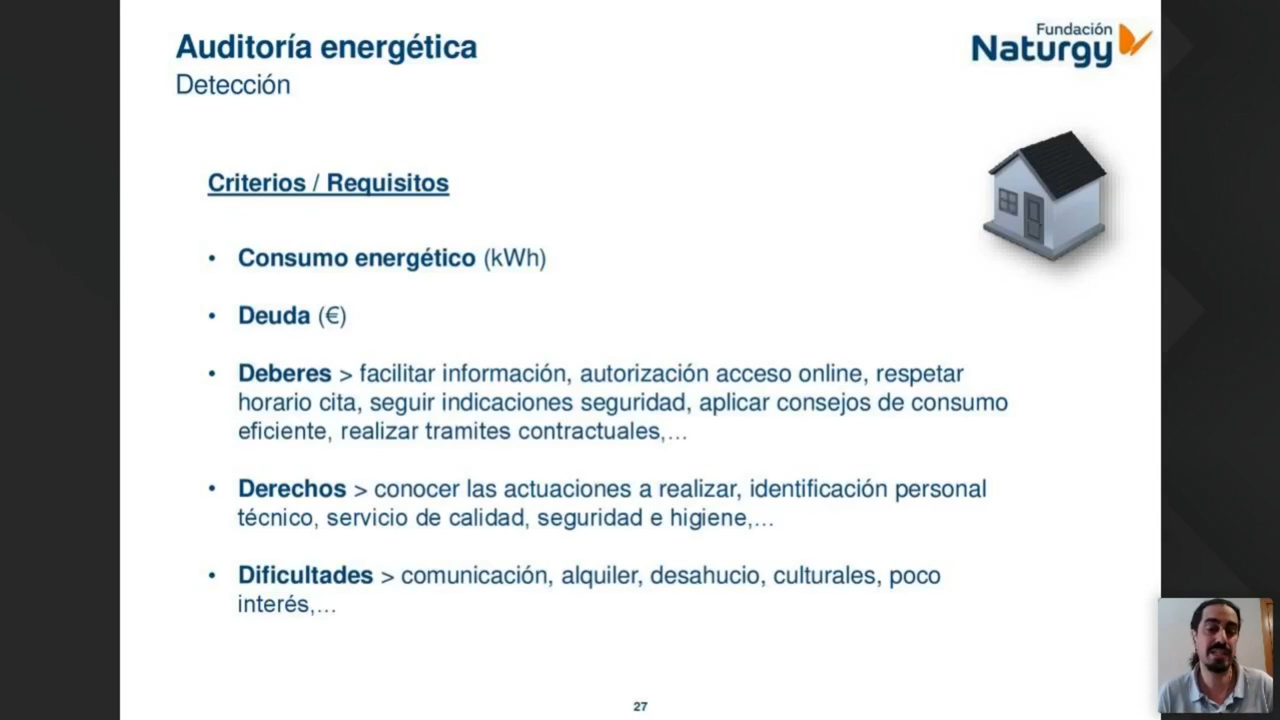 Auditoría energética
Detección
Fundación
Naturgy
Criterios / Requisitos
• Consumo energético (kWh)
• Deuda (€)
• Deberes > facilitar información, autorización acceso online, respetar
horario cita, seguir indicaciones seguridad, aplicar consejos de consumo
eficiente, realizar tramites contractuales,…
• Derechos > conocer las actuaciones a realizar, identificación personal
técnico, servicio de calidad, seguridad e higiene,…
• Dificultades > comunicación, alquiler, desahucio, culturales, poco
interés,…
27